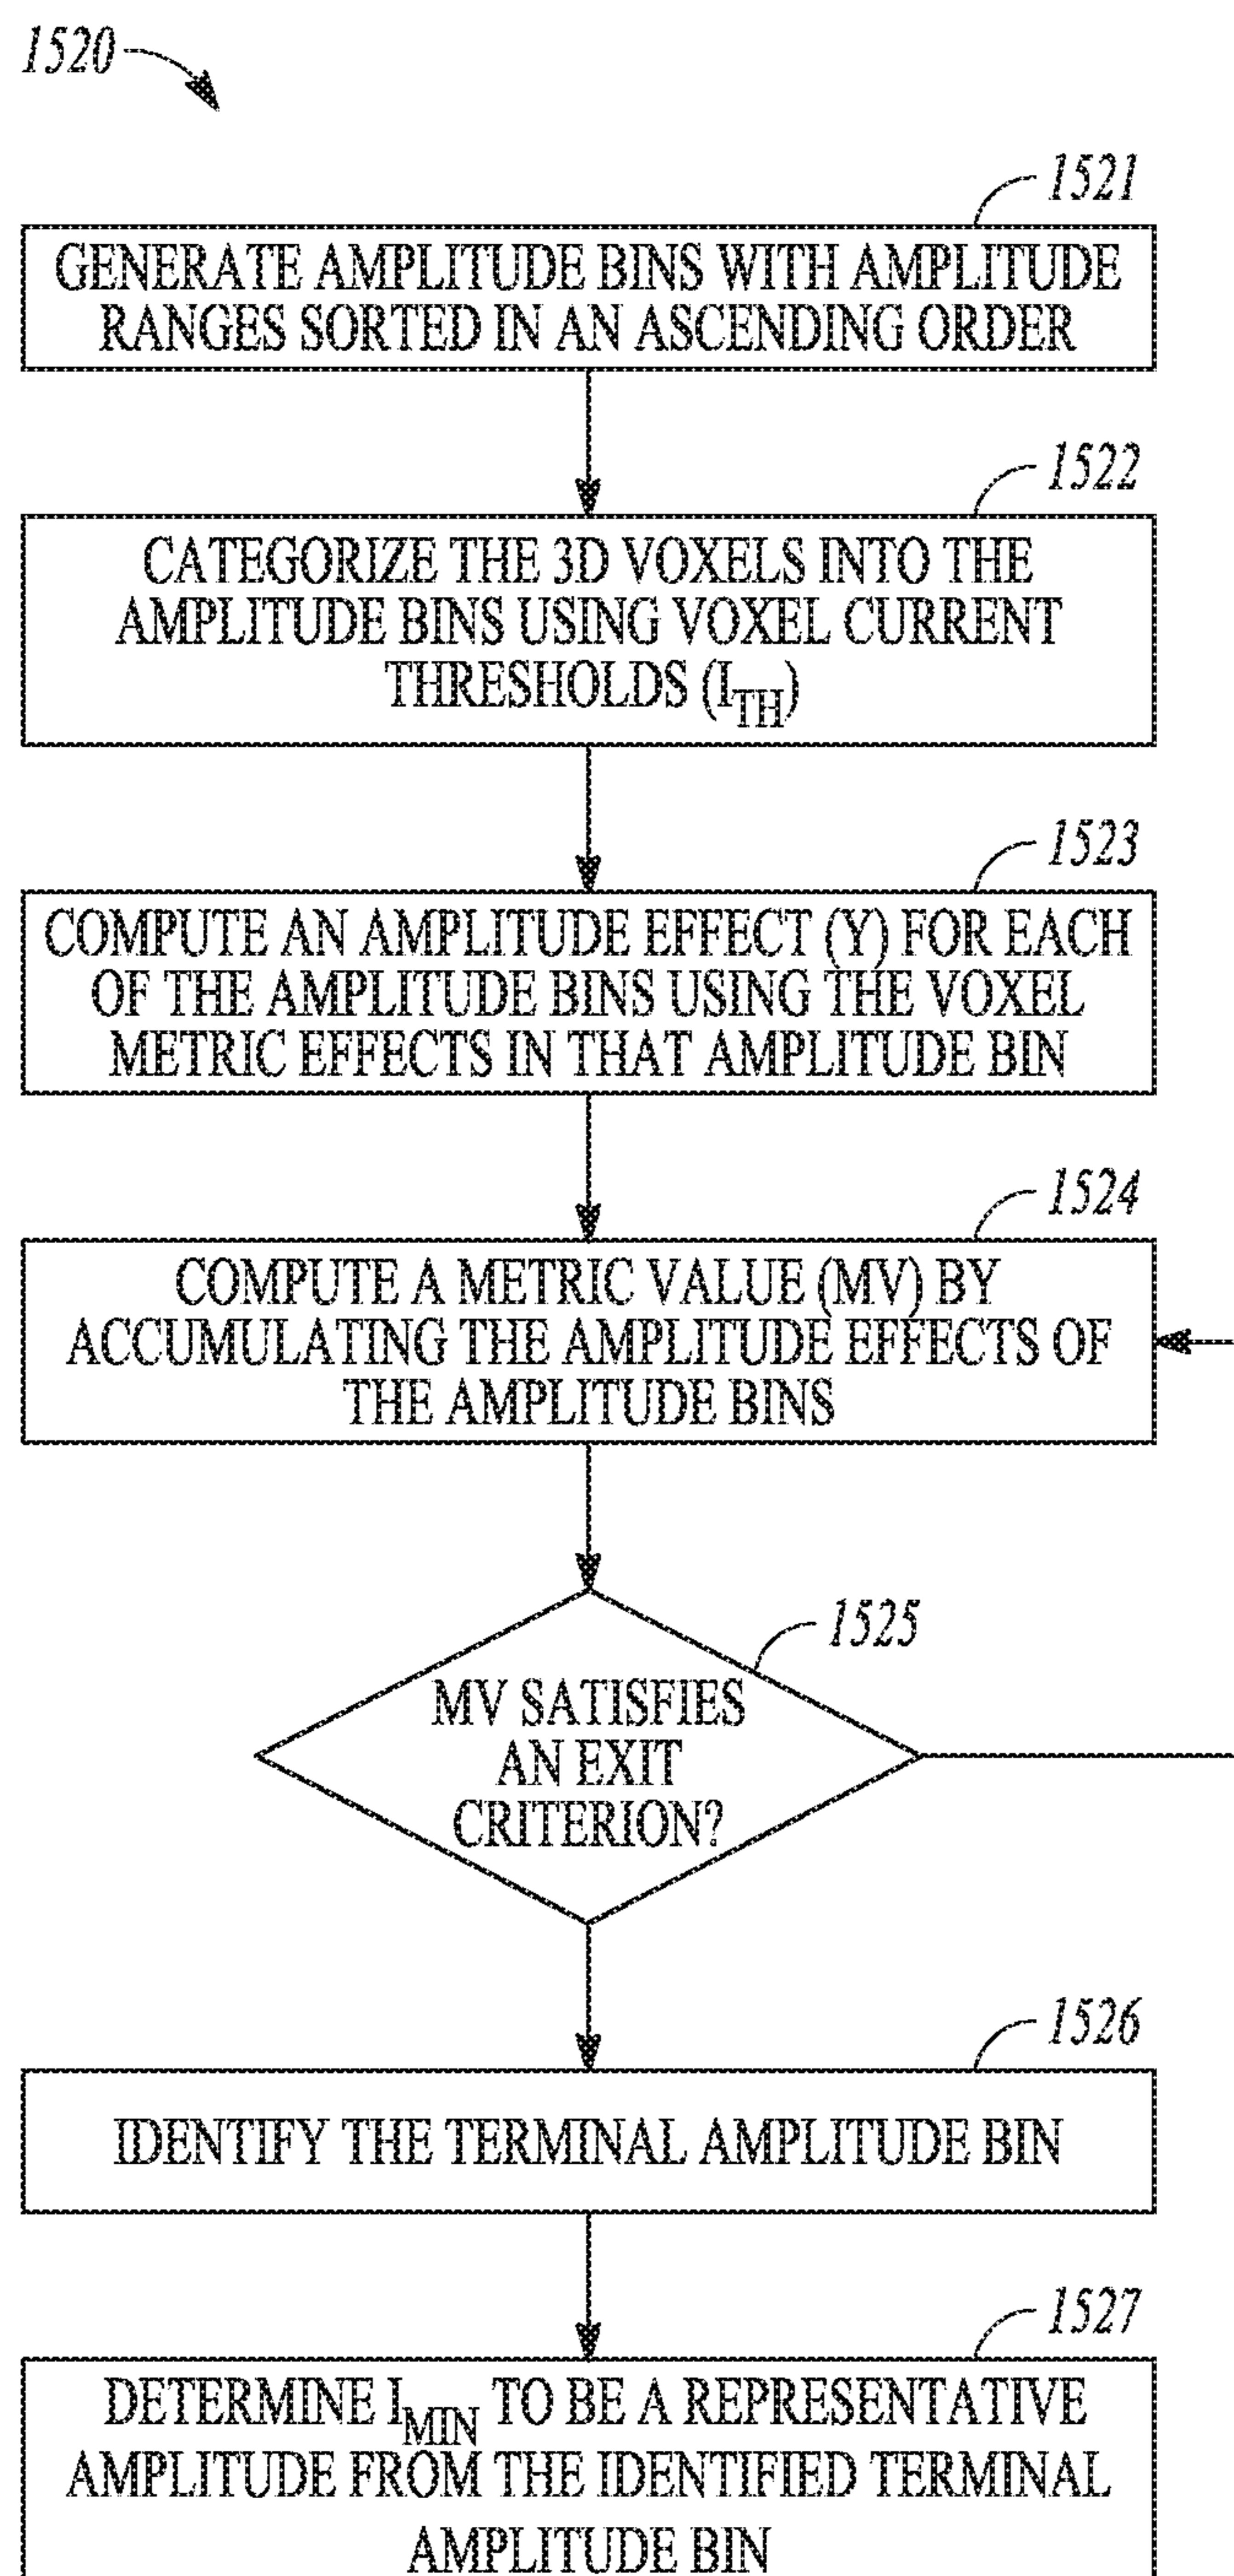 1520
1521
GENERATE AMPLITUDE BINS WITH AMPLITUDE
RANGES SORTED IN AN ASCENDING ORDER
1522
CATEGORIZE THE 3D VOXELS INTO THE
AMPLITUDE BINS USING VOXEL CURRENT
THRESHOLDS (I_TH)
1523
COMPUTE AN AMPLITUDE EFFECT (Y) FOR EACH
OF THE AMPLITUDE BINS USING THE VOXEL
METRIC EFFECTS IN THAT AMPLITUDE BIN
1524
COMPUTE A METRIC VALUE (MV) BY
ACCUMULATING THE AMPLITUDE EFFECTS OF
THE AMPLITUDE BINS
1525
MV SATISFIES
AN EXIT
CRITERION?
1526
IDENTIFY THE TERMINAL AMPLITUDE BIN
1527
DETERMINE I_MIN TO BE A REPRESENTATIVE
AMPLITUDE FROM THE IDENTIFIED TERMINAL
AMPLITUDE BIN